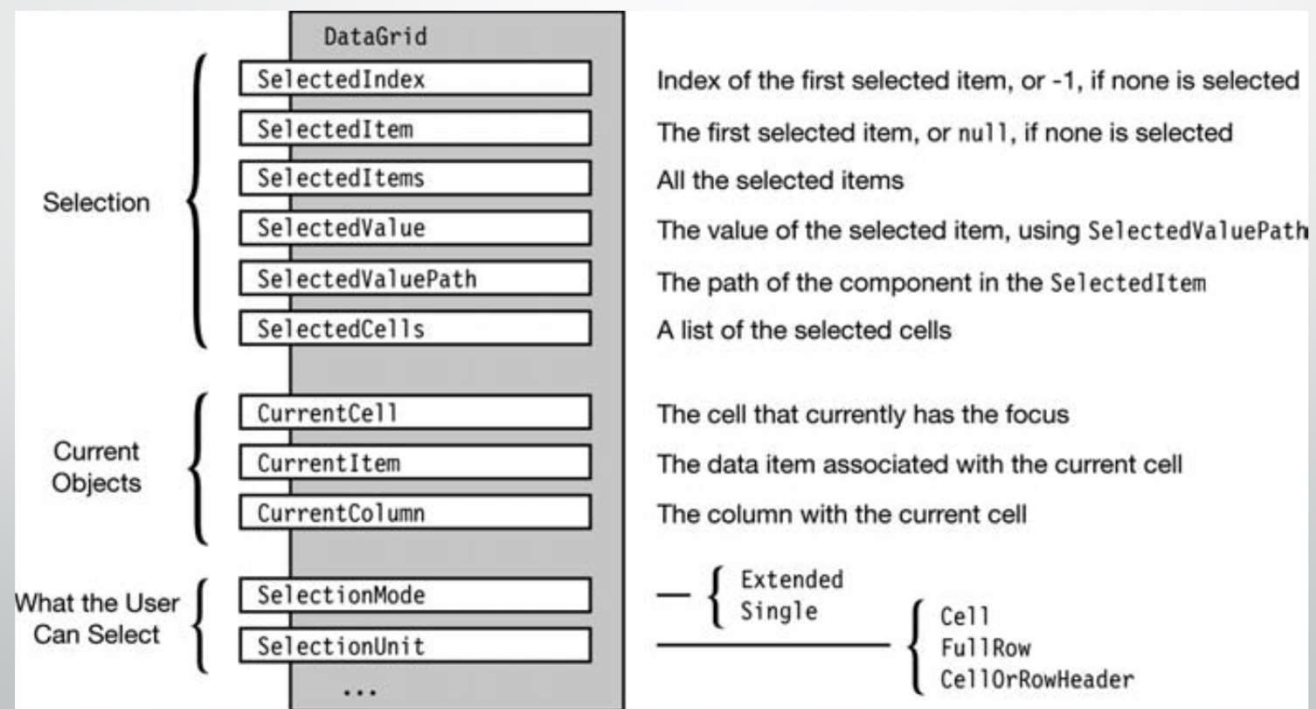 DataGrid
Selection
SelectedIndex
Index of the first selected item, or -1, if none is selected
SelectedItem
The first selected item, or null, if none is selected
SelectedItems
All the selected items
SelectedValue
The value of the selected item, using SelectedValuePath
SelectedValuePath
The path of the component in the SelectedItem
SelectedCells
A list of the selected cells
Current
Objects
CurrentCell
The cell that currently has the focus
CurrentItem
The data item associated with the current cell
CurrentColumn
The column with the current cell
What the User
Can Select
SelectionMode
Extended
Single
SelectionUnit
Cell
FullRow
CellOrRowHeader
...